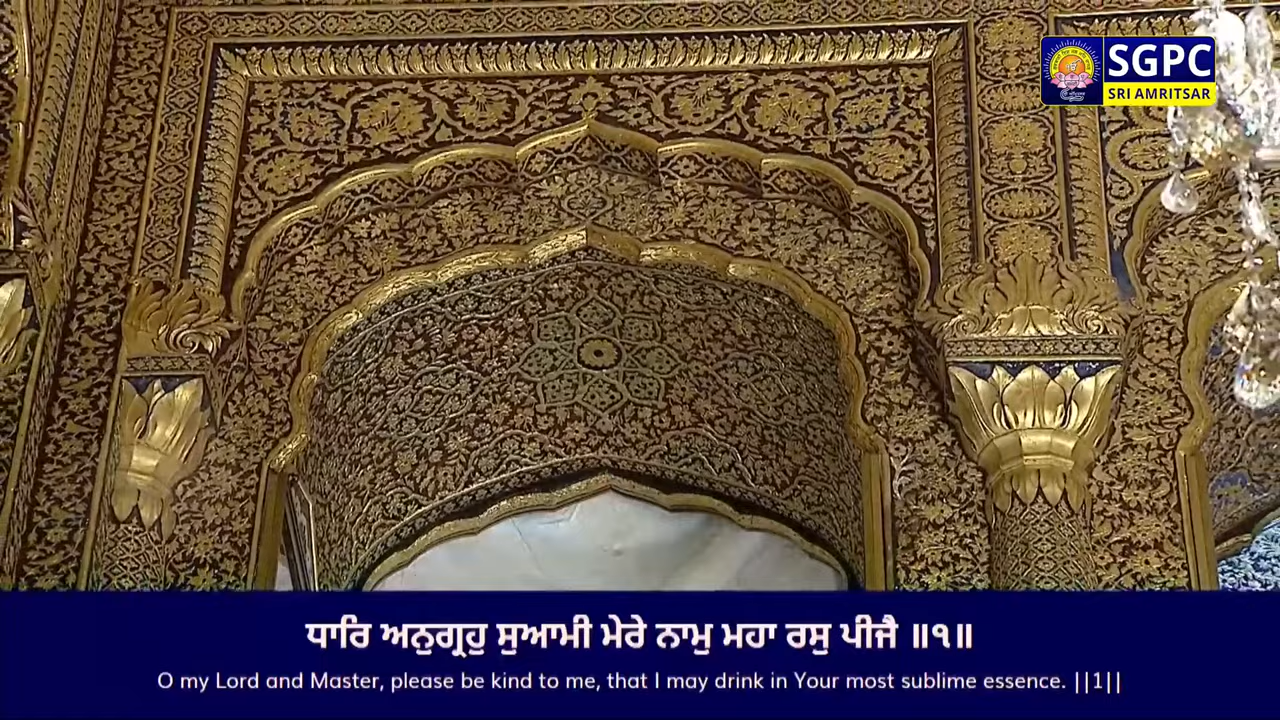 SGPC
SRI AMRITSAR
ਧਾਰਿ ਅਨੁਗ੍ਰਹੁ ਸੁਆਮੀ ਮੇਰੇ ਨਾਮੁ ਮਹਾ ਰਸੁ ਪੀਜੈ ॥੧॥
O my Lord and Master, please be kind to me, that I may drink in Your most sublime essence. ||1||